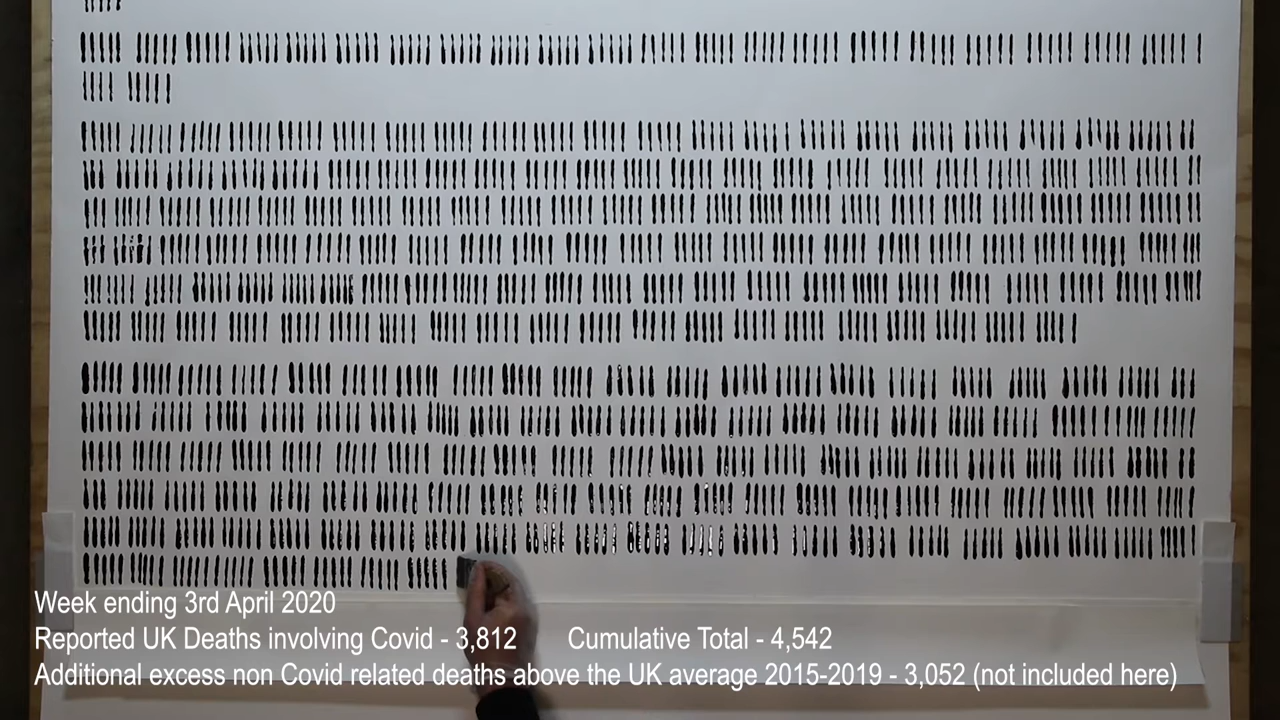 Week ending 3rd April 2020
Reported UK Deaths involving Covid - 3,812 Cumulative Total - 4,542
Additional excess non Covid related deaths above the UK average 2015-2019 - 3,052 (not included here)